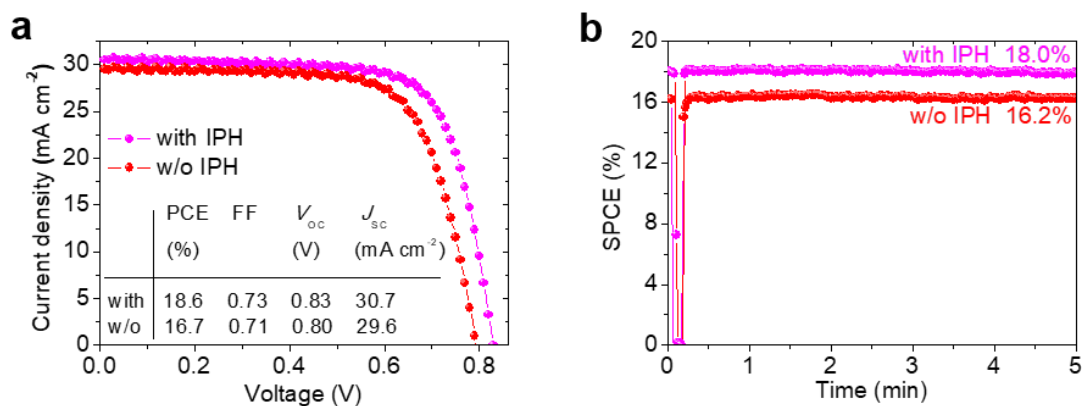 a
Current density (mA cm⁻²)
30
25
20
15
10
5
0
with IPH
w/o IPH
PCE FF Voc Jsc
(%) (V) (mA cm⁻²)
with 18.6 0.73 0.83 30.7
w/o 16.7 0.71 0.80 29.6
0.0 0.2 0.4 0.6 0.8
Voltage (V)
b
SPCE (%)
20
16
12
8
4
0
with IPH 18.0%
w/o IPH 16.2%
0 1 2 3 4 5
Time (min)